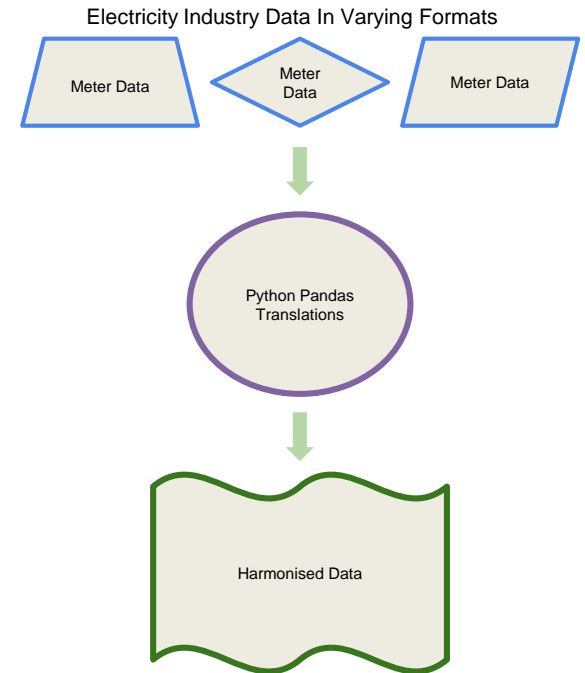 Electricity Industry Data In Varying Formats
Meter Data
Meter
Data
Meter Data
Python Pandas
Translations
Harmonised Data